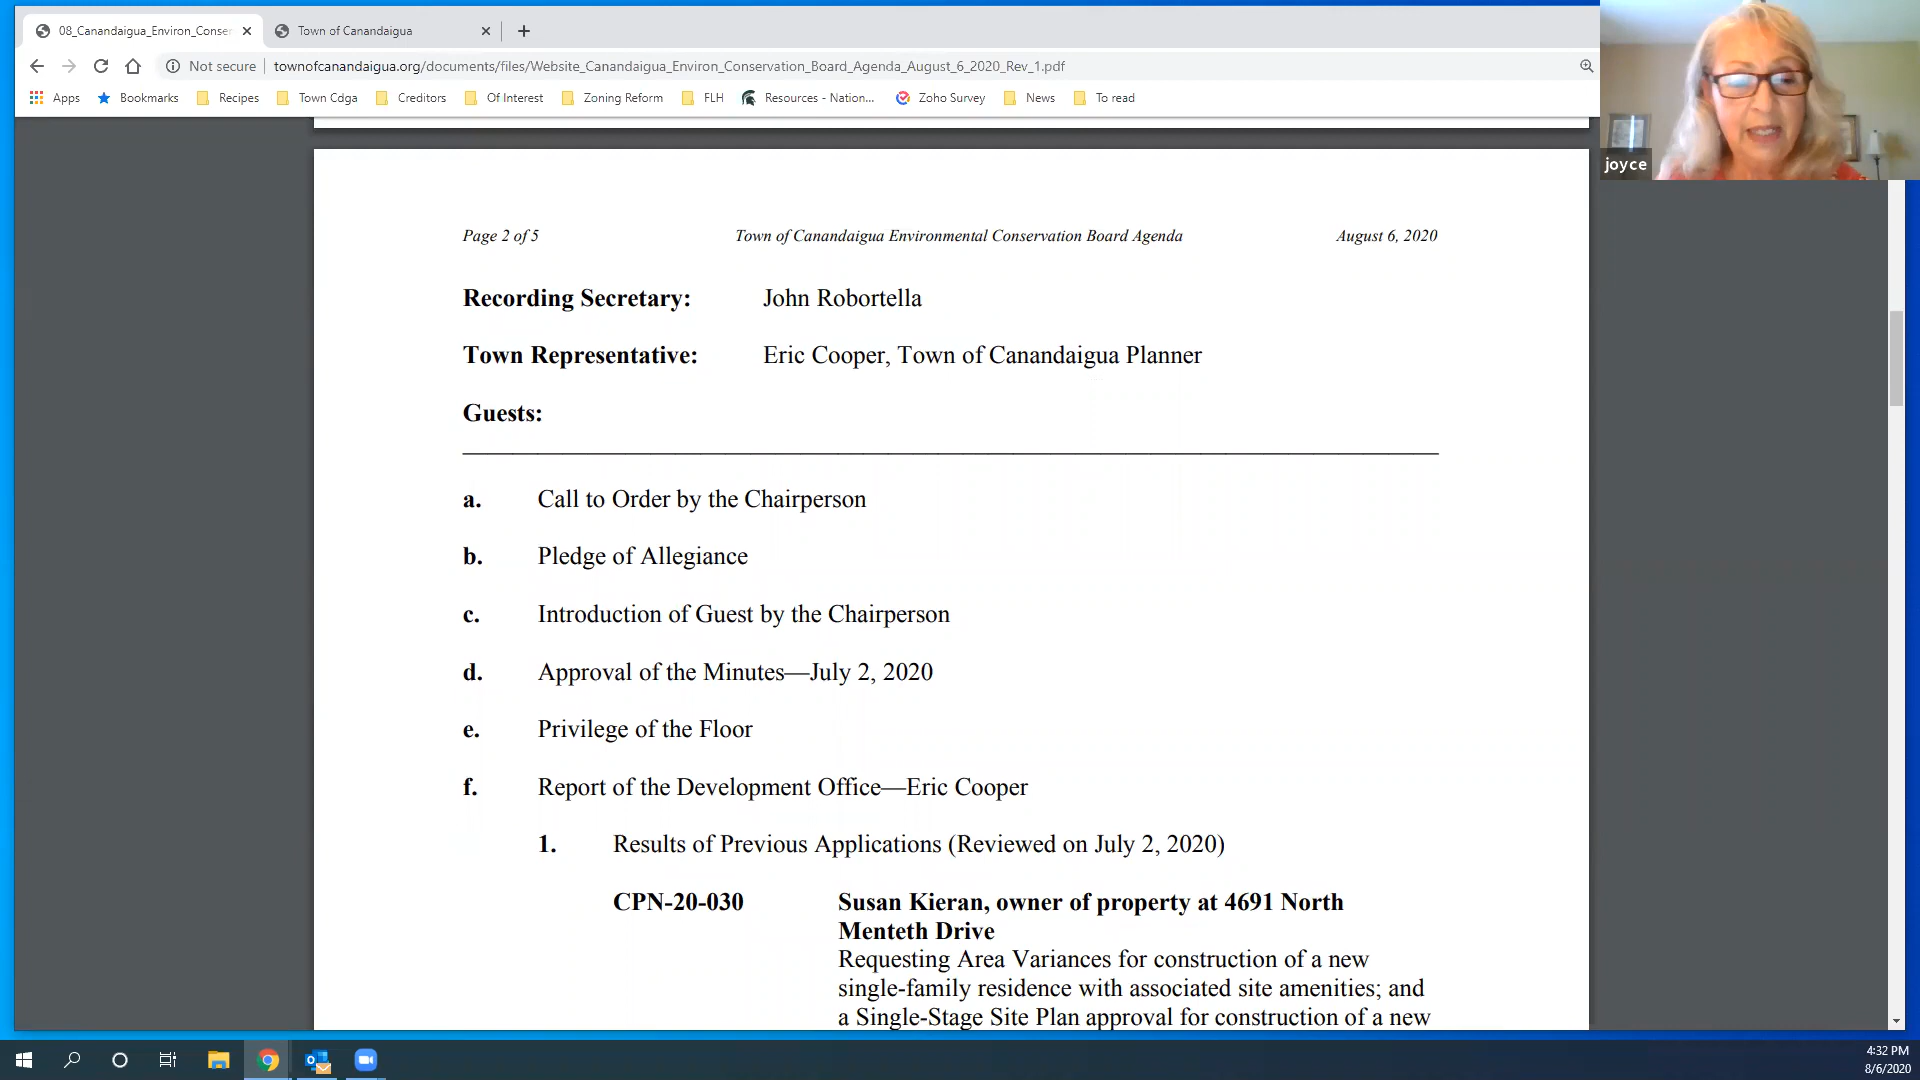 08_Canandaigua_Environ_Conser
Town of Canandaigua
Not secure
townofcanandaigua.org/documents/files/Website_Canandaigua_Environ_Conservation_Board_Agenda_August_6_2020_Rev_1.pdf
Apps Bookmarks Recipes Town Cdga Creditors Of Interest Zoning Reform FLH Resources - Nation... Zoho Survey News To read
joyce
Page 2 of 5 Town of Canandaigua Environmental Conservation Board Agenda August 6, 2020
Recording Secretary: John Robortella
Town Representative: Eric Cooper, Town of Canandaigua Planner
Guests:
a. Call to Order by the Chairperson
b. Pledge of Allegiance
c. Introduction of Guest by the Chairperson
d. Approval of the Minutes—July 2, 2020
e. Privilege of the Floor
f. Report of the Development Office—Eric Cooper
1. Results of Previous Applications (Reviewed on July 2, 2020)
CPN-20-030 Susan Kieran, owner of property at 4691 North
Menteth Drive
Requesting Area Variances for construction of a new
single-family residence with associated site amenities; and
a Single-Stage Site Plan approval for construction of a new
4:32 PM
8/6/2020